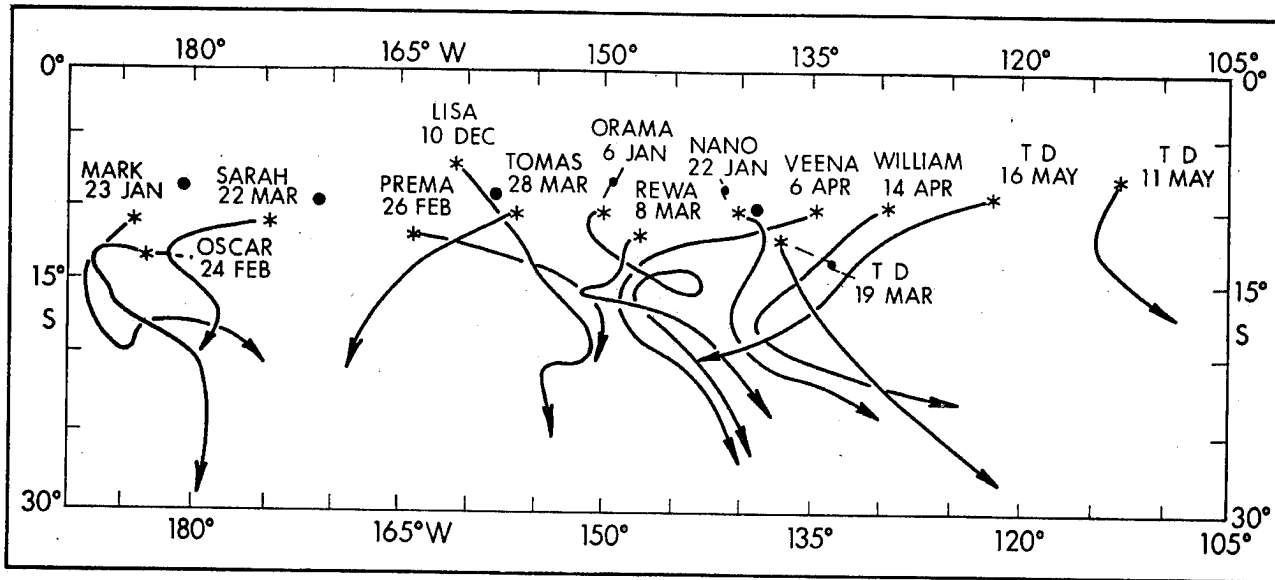 180° 165° W 150° 135° 120° 105°
0° 0°
LISA
10 DEC
ORAMA
6 JAN
NANO
22 JAN
MARK
23 JAN
SARAH
22 MAR
PREMA
26 FEB
TOMAS
28 MAR
REWA
8 MAR
VEENA
6 APR
WILLIAM
14 APR
T D
16 MAY
T D
11 MAY
OSCAR
24 FEB
T D
19 MAR
15° 15°
S S
30° 30°
180° 165°W 150° 135° 120° 105°